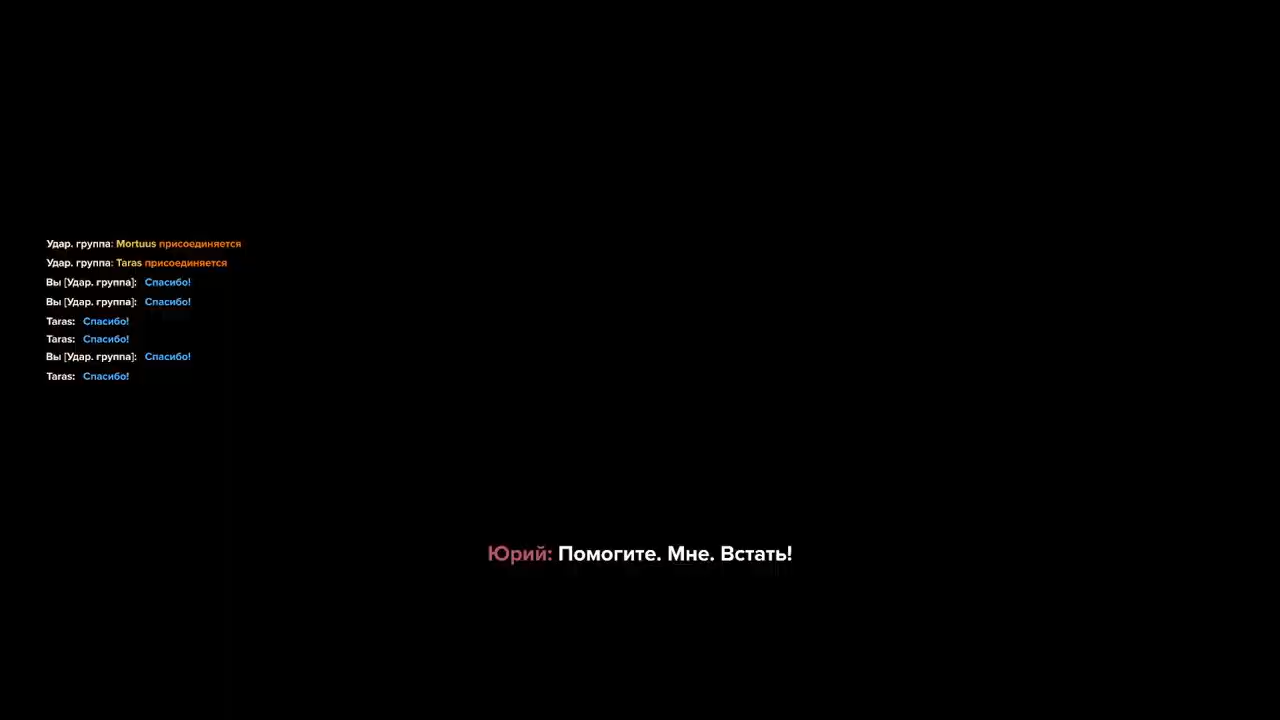 Удар. группа: Mortuus присоединяется
Удар. группа: Taras присоединяется
Вы [Удар. группа]: Спасибо!
Вы [Удар. группа]: Спасибо!
Taras: Спасибо!
Taras: Спасибо!
Вы [Удар. группа]: Спасибо!
Taras: Спасибо!
Юрий: Помогите. Мне. Встать!